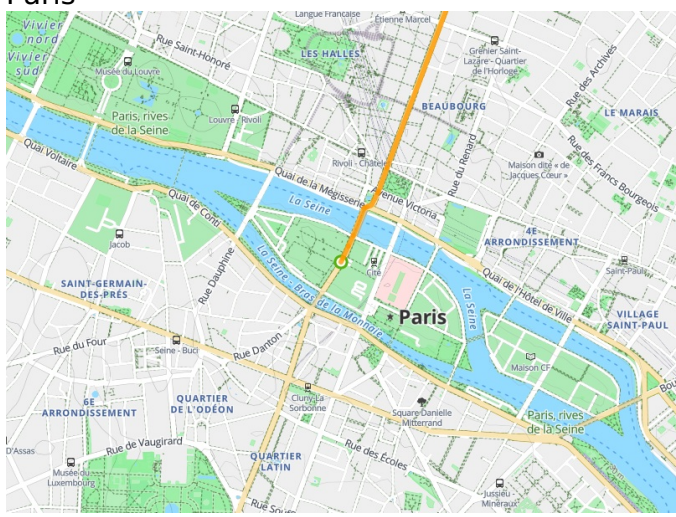 Paris
Langue Française
Étienne Marcel
Vivier
nord
Vivier
sud
Rue Saint-Honoré
LES HALLES
Grenier Saint-
Lazare - Quartier
de l'Horloge
Musée du Louvre
Rue des Archives
Paris, rives
de la Seine
Louvre - Rivoli
BEAUBOURG
LE MARAIS
Quai Voltaire
Rivoli - Châtelet
Rue du Renard
Maison dité « de
Jacques Cœur »
Rue des Francs Bourgeois
Quai de la Mégisserie
Avenue Victoria
La Seine
Quai de Conti
4E
ARRONDISSEMENT
Jacob
Rue Dauphine
Cité
Saint-Paul
SAINT-GERMAIN-
DES-PRÉS
La Seine - Bras de la Monnaie
La Seine
Quai de l'Hôtel de Ville
Paris
VILLAGE
SAINT-PAUL
Rue du Four
Seine - Buci
Rue Danton
Maison CF
6E
ARRONDISSEMENT
QUARTIER
DE L'ODÉON
Cluny-La
Sorbonne
Square Danielle
Mitterrand
Paris, rives
de la Seine
D'Assas
Rue de Vaugirard
Rue des Écoles
Musée du
Luxembourg
QUARTIER
LATIN
Jussieu
Minéraux